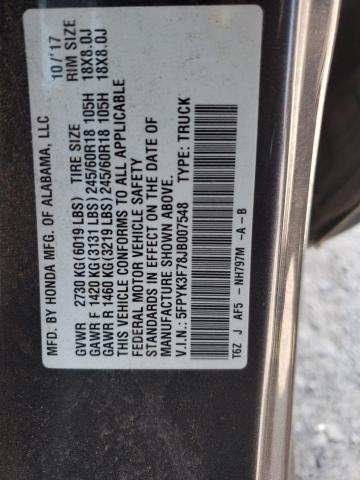 MFD. BY HONDA MFG. OF ALABAMA, LLC 10/'17
GVWR 2730 KG(6019 LBS) TIRE SIZE RIM SIZE
GAWR F 1420 KG(3131 LBS) 245/60R18 105H 18X8.0J
GAWR R 1460 KG(3219 LBS) 245/60R18 105H 18X8.0J
THIS VEHICLE CONFORMS TO ALL APPLICABLE
FEDERAL MOTOR VEHICLE SAFETY
STANDARDS IN EFFECT ON THE DATE OF
MANUFACTURE SHOWN ABOVE.
V.I.N.: 5FPYK3F78JB007548 TYPE: TRUCK
T6Z J AF5 - NH797M -A -B